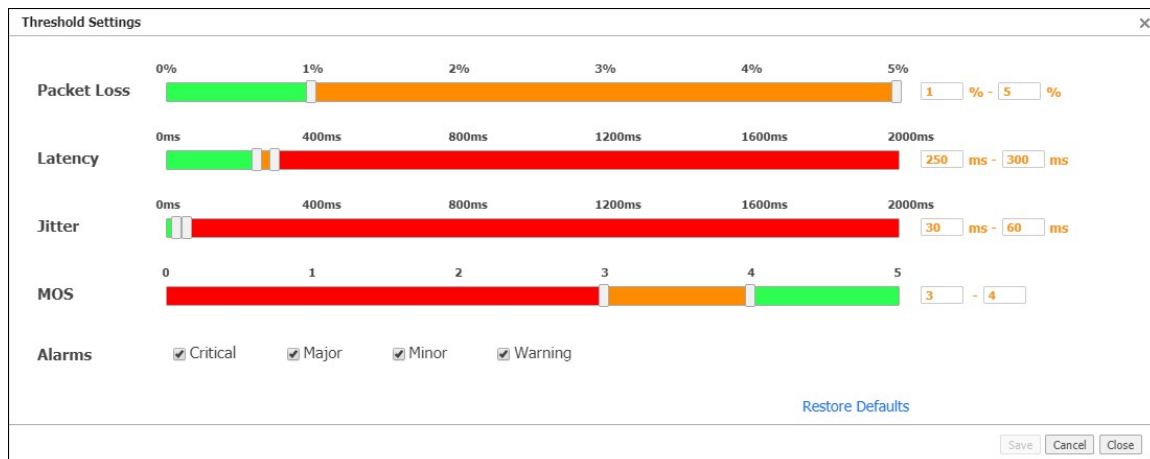 Threshold Settings ×
0% 1% 2% 3% 4% 5%
Packet Loss 1 % - 5 %
0ms 400ms 800ms 1200ms 1600ms 2000ms
Latency 250 ms - 300 ms
0ms 400ms 800ms 1200ms 1600ms 2000ms
Jitter 30 ms - 60 ms
0 1 2 3 4 5
MOS 3 - 4
Alarms Critical Major Minor Warning
Restore Defaults
Save Cancel Close